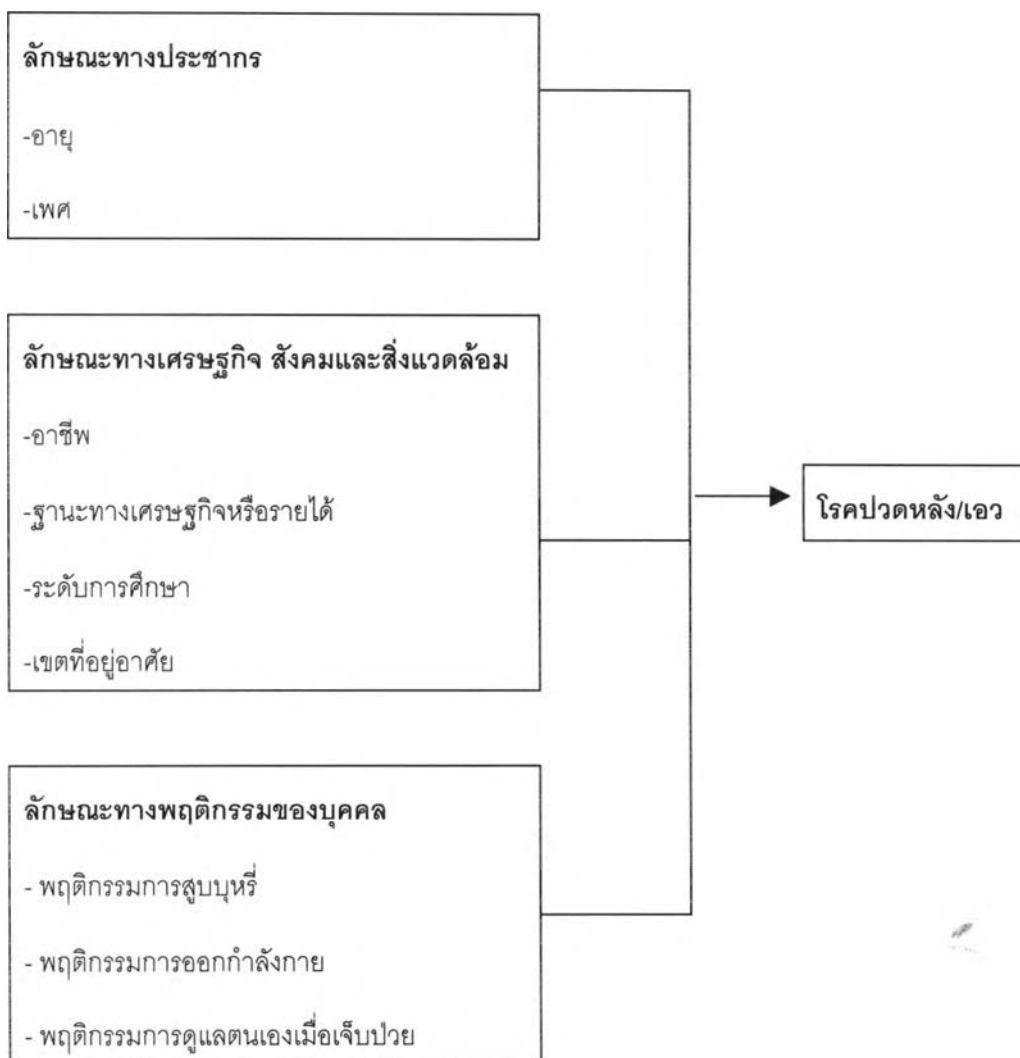 ลักษณะทางประชากร
-อายุ
-เพศ
ลักษณะทางเศรษฐกิจ สังคมและสิ่งแวดล้อม
-อาชีพ
-ฐานะทางเศรษฐกิจหรือรายได้
-ระดับการศึกษา
-เขตที่อยู่อาศัย
โรคปวดหลัง/เอว
ลักษณะทางพฤติกรรมของบุคคล
- พฤติกรรมการสูบบุหรี่
- พฤติกรรมการออกกำลังกาย
- พฤติกรรมการดูแลตนเองเมื่อเจ็บป่วย